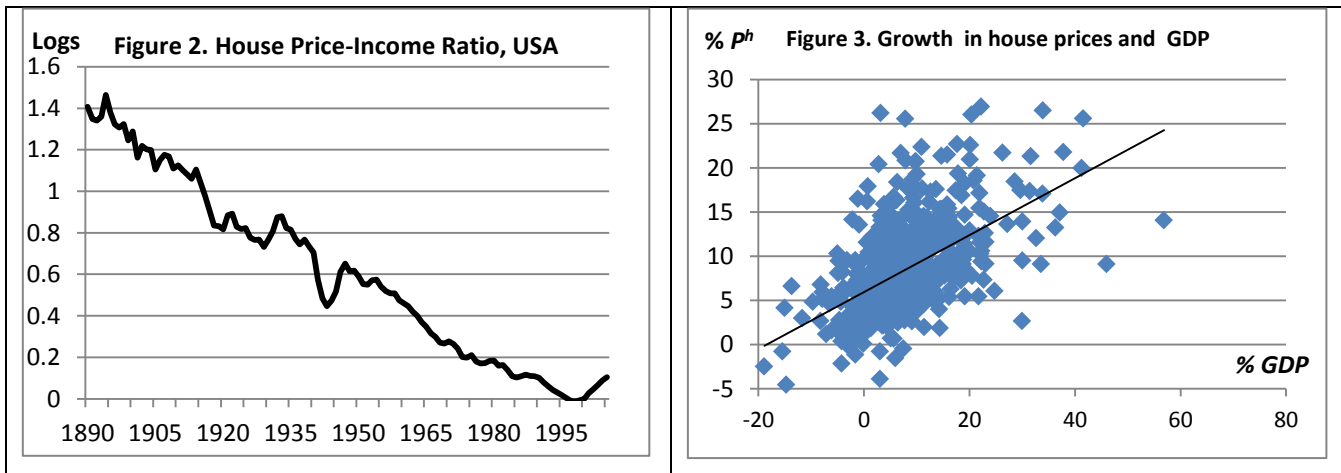 Logs
Figure 2. House Price-Income Ratio, USA
1.6
1.4
1.2
1
0.8
0.6
0.4
0.2
0
1890 1905 1920 1935 1950 1965 1980 1995
% Pʰ
Figure 3. Growth in house prices and GDP
30
25
20
15
10
5
0
-5
% GDP
-20 0 20 40 60 80